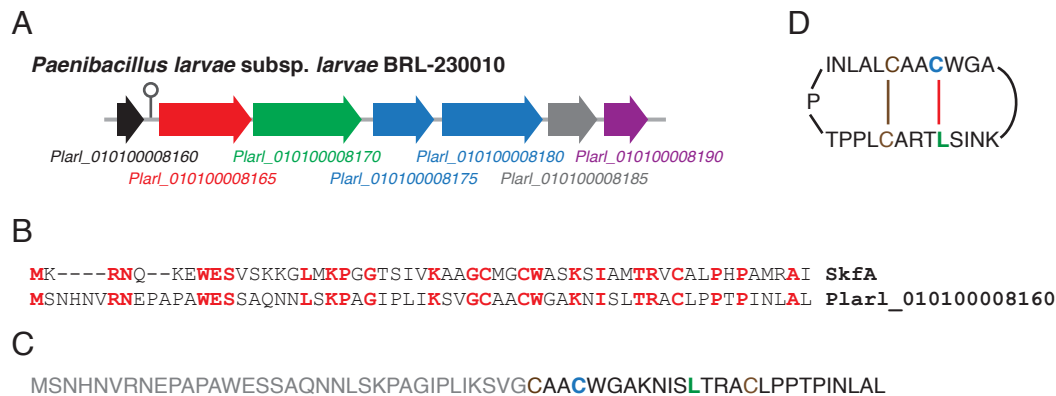 A
Paenibacillus larvae subsp. larvae BRL-230010
Plarl_010100008160
Plarl_010100008170
Plarl_010100008180
Plarl_010100008190
Plarl_010100008165
Plarl_010100008175
Plarl_010100008185
D
INLALCAACWGA
P
TPPLCARTLSINK
B
MK----RNQ--KEWESVSKKGLMKPGGTSIVKAAGCMGCWASKSIAMTRVCALPHPAMRAI SkfA
MSNHNVRNEPAPAWESSAQNNLSKPAGIPLIKSVGCAACWGAKNISLTRACLPPTPINLAL Plarl_010100008160
C
MSNHNVRNEPAPAWESSAQNNLSKPAGIPLIKSVGCAACWGAKNISLTRACLPPTPINLAL